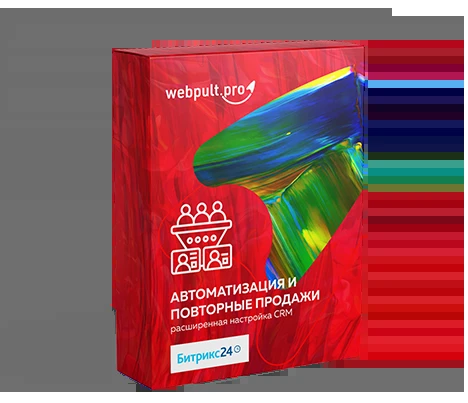 webpult.pro
АВТОМАТИЗАЦИЯ И
ПОВТОРНЫЕ ПРОДАЖИ
расширенная настройка CRM
Битрикс24